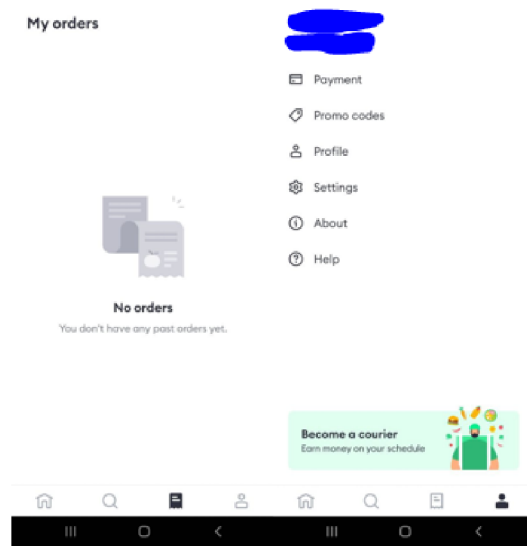 My orders
No orders
You don't have any past orders yet.
Payment
Promo codes
Profile
Settings
About
Help
Become a courier
Earn money on your schedule